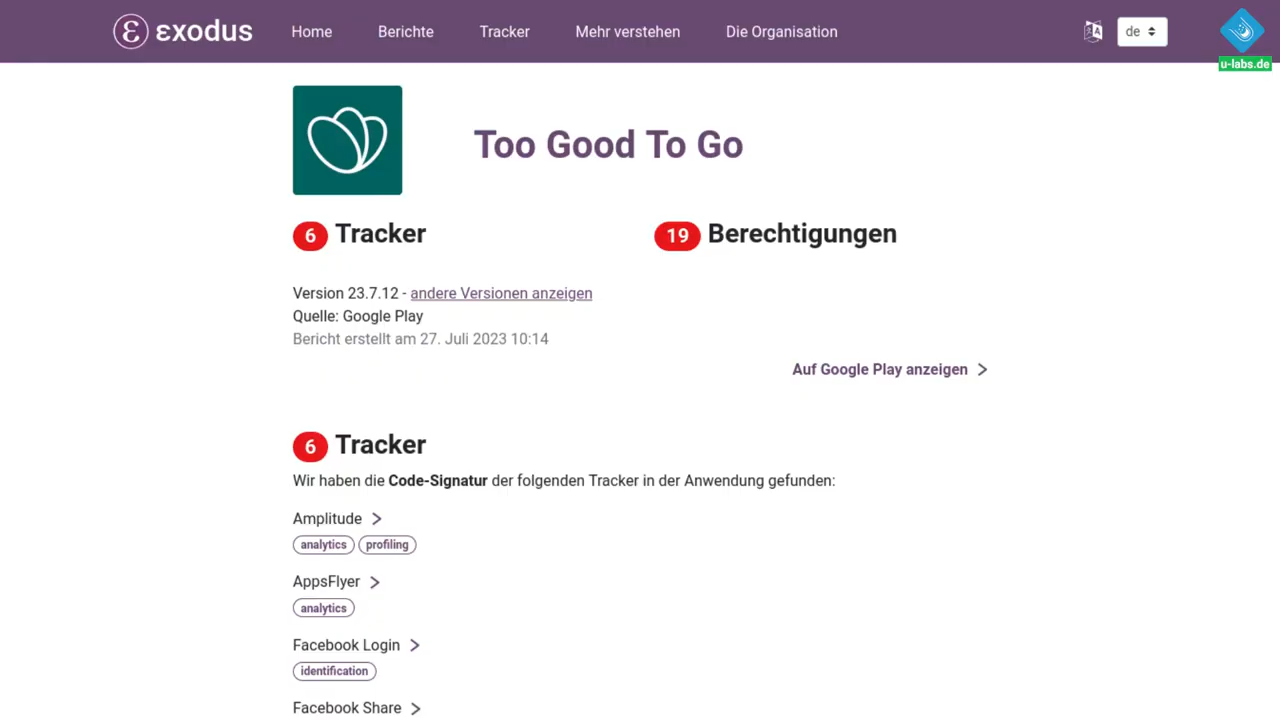 εxodus Home Berichte Tracker Mehr verstehen Die Organisation de
u-labs.de
Too Good To Go
6 Tracker
19 Berechtigungen
Version 23.7.12 - andere Versionen anzeigen
Quelle: Google Play
Bericht erstellt am 27. Juli 2023 10:14
Auf Google Play anzeigen
6 Tracker
Wir haben die Code-Signatur der folgenden Tracker in der Anwendung gefunden:
Amplitude
analytics profiling
AppsFlyer
analytics
Facebook Login
identification
Facebook Share